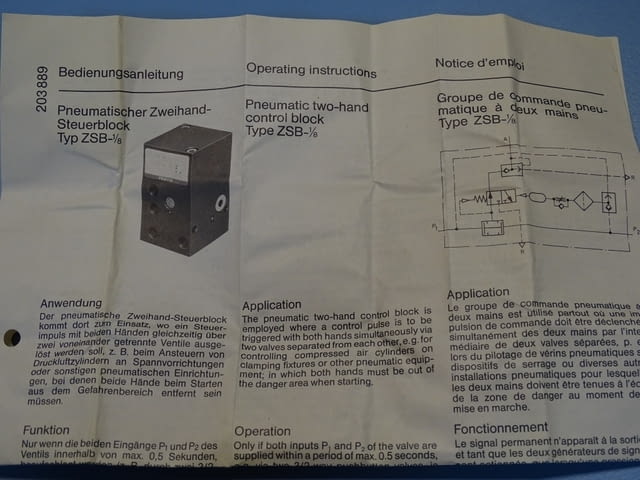 203 889
Bedienungsanleitung
Pneumatischer Zweihand-
Steuerblock
Typ ZSB-⅛
Anwendung
Der pneumatische Zweihand-Steuerblock
kommt dort zum Einsatz, wo ein Steuer-
impuls mit beiden Händen gleichzeitig über
zwei voneinander getrennte Ventile ausge-
löst werden soll, z. B. beim Ansteuern von
Druckluftzylindern an Spannvorrichtungen
oder sonstigen pneumatischen Einrichtun-
gen, bei denen beide Hände beim Starten
aus dem Gefahrenbereich entfernt sein
müssen.
Funktion
Nur wenn die beiden Eingänge P1 und P2 des
Ventils innerhalb von max. 0,5 Sekunden,
Operating instructions
Pneumatic two-hand
control block
Type ZSB-⅛
Application
The pneumatic two-hand control block is
employed where a control pulse is to be
triggered with both hands simultaneously via
two valves separated from each other, e.g. for
controlling compressed air cylinders on
clamping fixtures or other pneumatic equip-
ment; in which both hands must be out of
the danger area when starting.
Operation
Only if both inputs P1 and P2 of the valve are
supplied within a period of max. 0.5 seconds,
Notice d'emploi
Groupe de commande pneu-
matique à deux mains
Type ZSB-⅛
A
R
P1
P2
R
Application
Le groupe de commande pneumatique à
deux mains est utilisé partout où une im-
pulsion de commande doit être déclenchée
simultanément des deux mains par l'inter-
médiaire de deux valves séparées, p. e
lors du pilotage de vérins pneumatiques s
dispositifs de serrage ou diverses autr
installations pneumatiques pour lesquel
les deux mains doivent être tenues à l'éc
de la zone de danger au moment de
mise en marche.
Fonctionnement
Le signal permanent n'apparaît à la sorti
et tant que les deux générateurs de signa